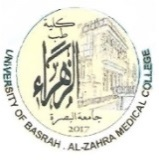 كلية
طب
الزهراء
جامعة البصرة
2017
UNIVERSITY OF BASRAH . AL-ZAHRA MEDICAL COLLEGE